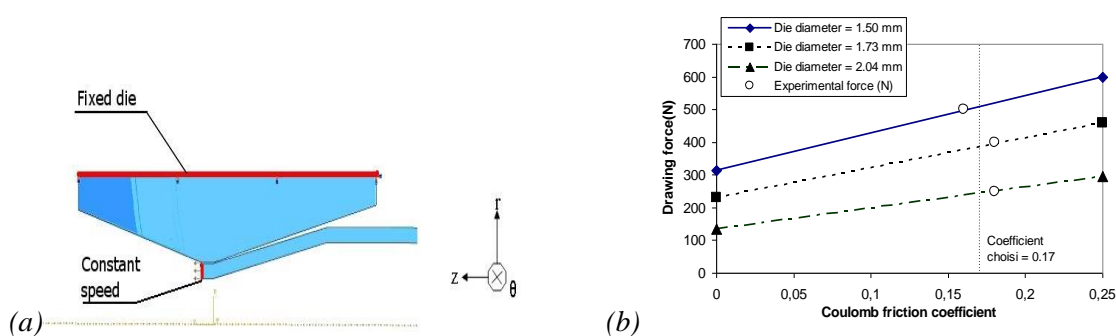 Fixed die
Constant
speed
r
z
θ
(a)
Die diameter = 1.50 mm
Die diameter = 1.73 mm
Die diameter = 2.04 mm
Experimental force (N)
Drawing force(N)
700
600
500
400
300
200
100
0
Coefficient
choisi = 0.17
0 0,05 0,1 0,15 0,2 0,25
Coulomb friction coefficient
(b)